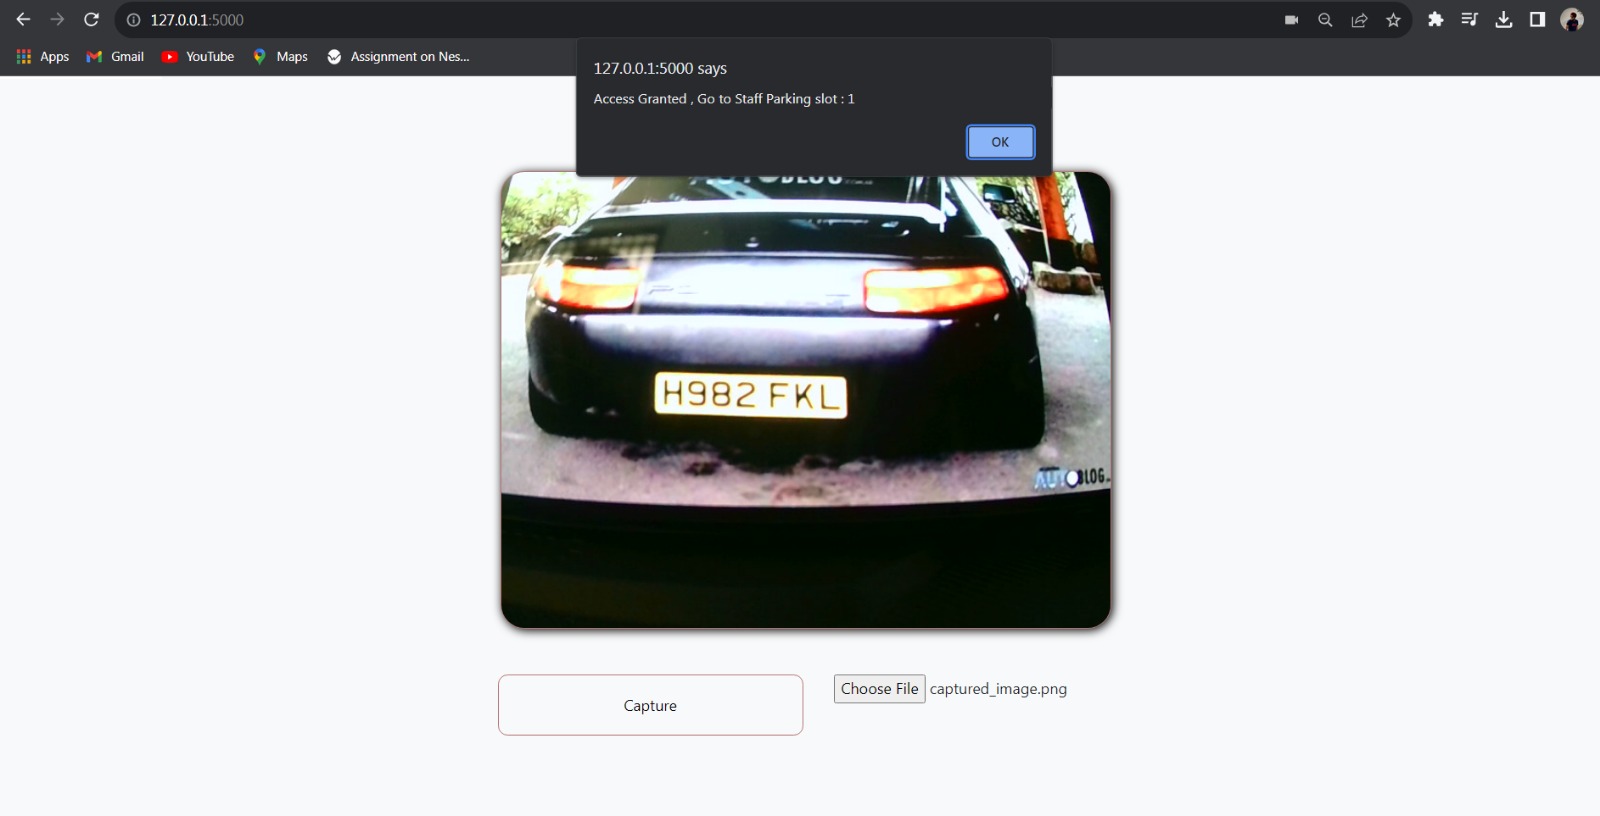 127.0.0.1:5000
Apps
Gmail
YouTube
Maps
Assignment on Nes...
127.0.0.1:5000 says
Access Granted , Go to Staff Parking slot : 1
OK
H982 FKL
AUTOBLOG
Capture
Choose File captured_image.png